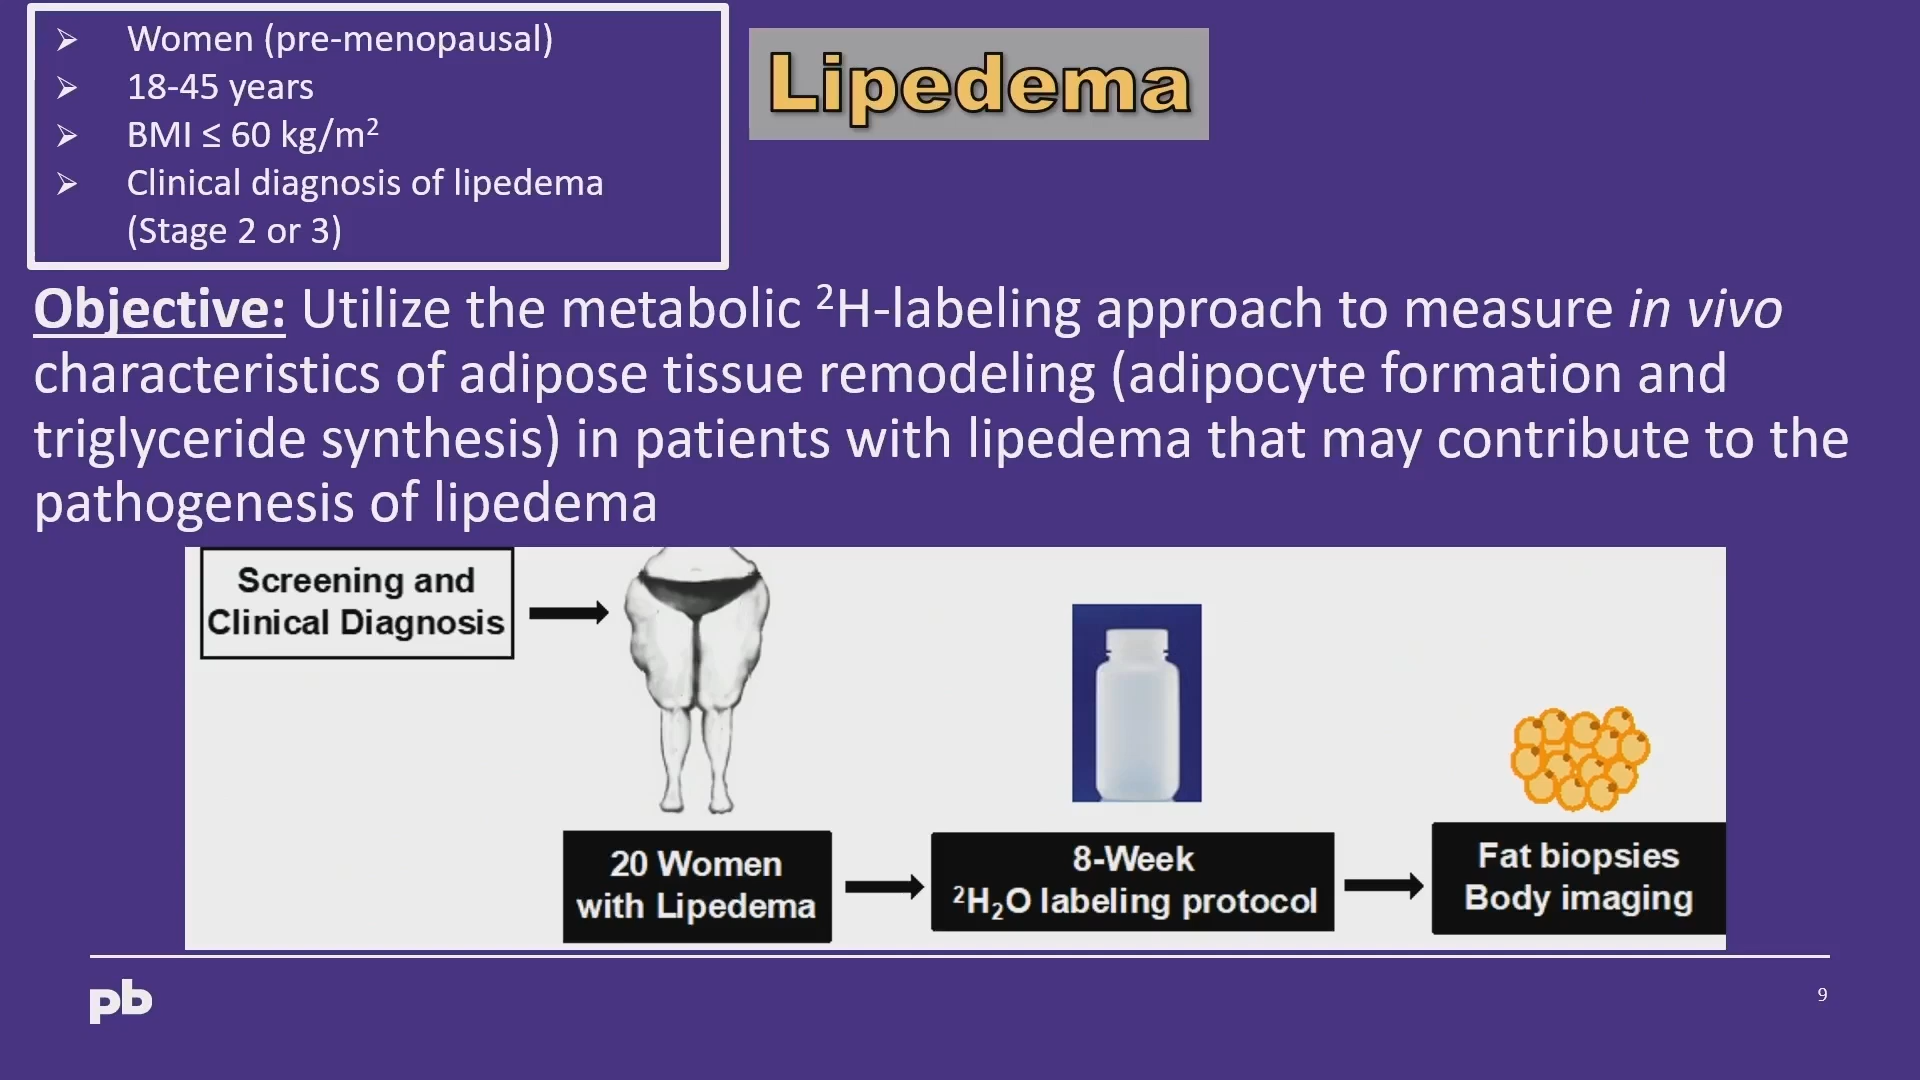 ➢ Women (pre-menopausal)
➢ 18-45 years
➢ BMI ≤ 60 kg/m²
➢ Clinical diagnosis of lipedema
(Stage 2 or 3)
Lipedema
Objective: Utilize the metabolic ²H-labeling approach to measure in vivo
characteristics of adipose tissue remodeling (adipocyte formation and
triglyceride synthesis) in patients with lipedema that may contribute to the
pathogenesis of lipedema
Screening and
Clinical Diagnosis
20 Women
with Lipedema
8-Week
²H₂O labeling protocol
Fat biopsies
Body imaging
pb
9